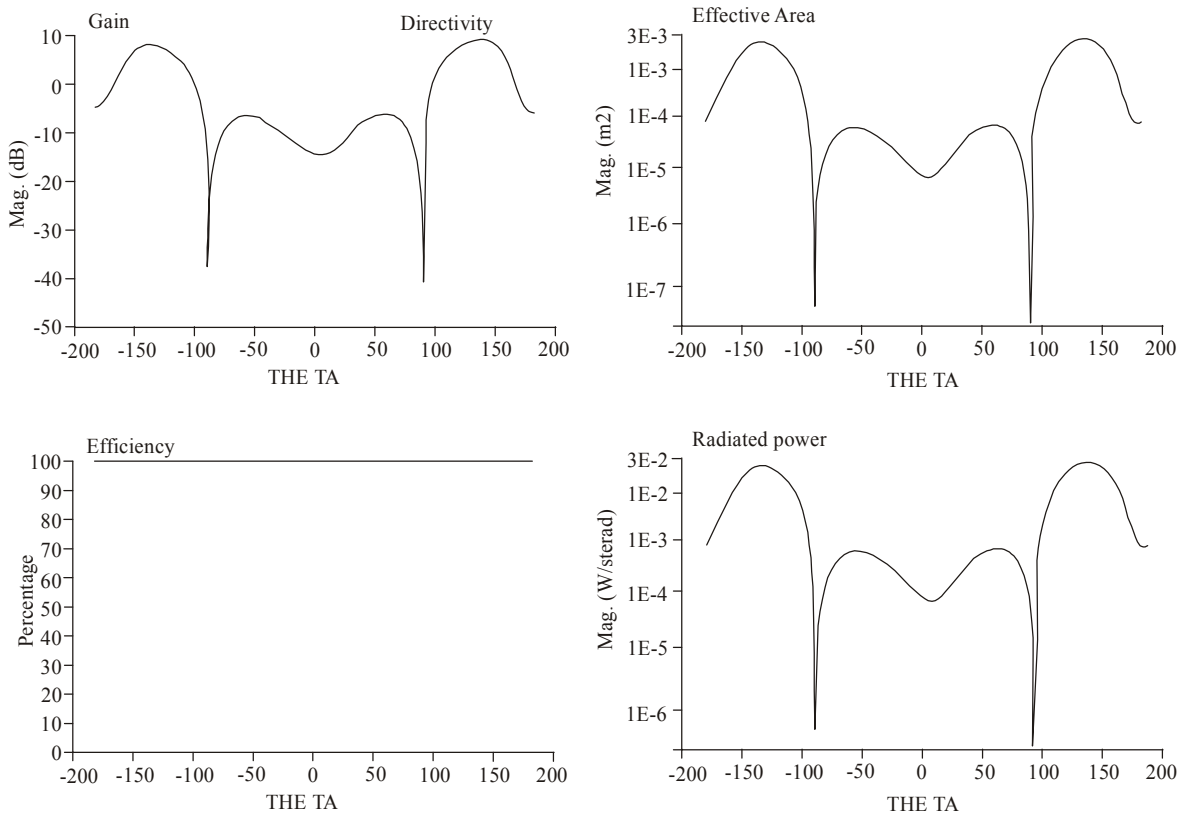 Gain Directivity
10
0
-10
-20
-30
-40
-50
Mag. (dB)
-200 -150 -100 -50 0 50 100 150 200
THE TA
Effective Area
3E-3
1E-3
1E-4
1E-5
1E-6
1E-7
Mag. (m2)
-200 -150 -100 -50 0 50 100 150 200
THE TA
Efficiency
100
90
80
70
60
50
40
30
20
10
0
Percentage
-200 -150 -100 -50 0 50 100 150 200
THE TA
Radiated power
3E-2
1E-2
1E-3
1E-4
1E-5
1E-6
Mag. (W/sterad)
-200 -150 -100 -50 0 50 100 150 200
THE TA